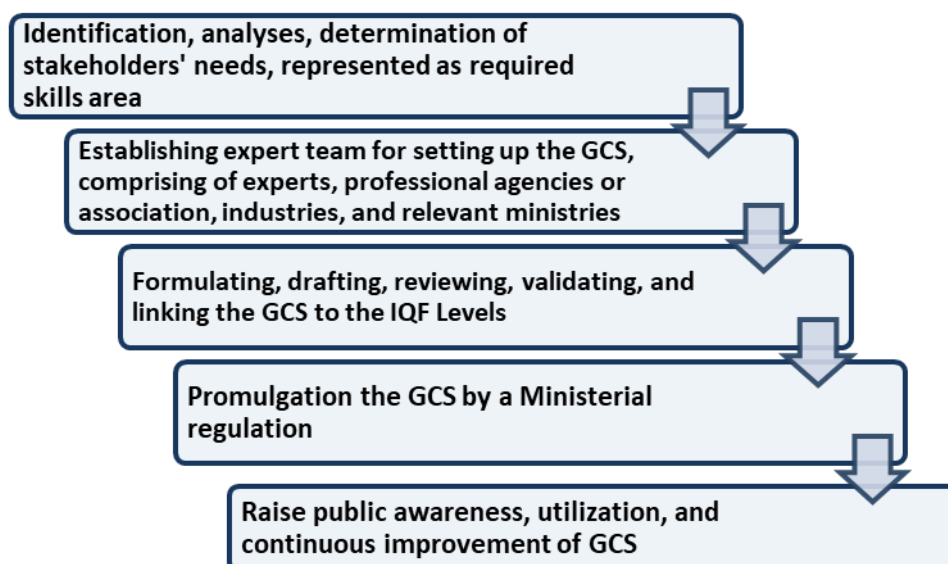 Identification, analyses, determination of
stakeholders' needs, represented as required
skills area
Establishing expert team for setting up the GCS,
comprising of experts, professional agencies or
association, industries, and relevant ministries
Formulating, drafting, reviewing, validating, and
linking the GCS to the IQF Levels
Promulgation the GCS by a Ministerial
regulation
Raise public awareness, utilization, and
continuous improvement of GCS